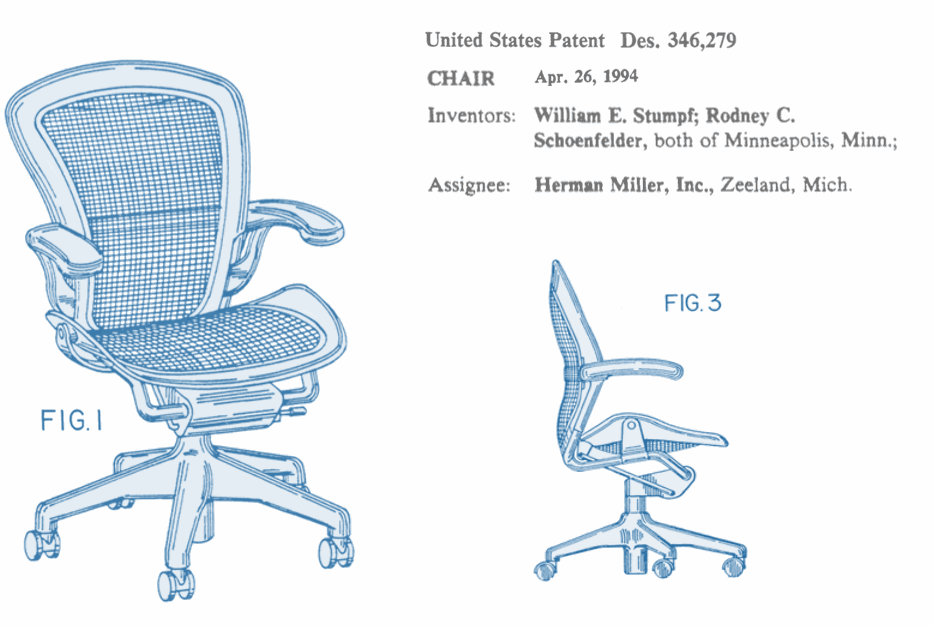 United States Patent Des. 346,279
CHAIR Apr. 26, 1994
Inventors: William E. Stumpf; Rodney C.
Schoenfelder, both of Minneapolis, Minn.;
Assignee: Herman Miller, Inc., Zeeland, Mich.
FIG. 3
FIG. 1